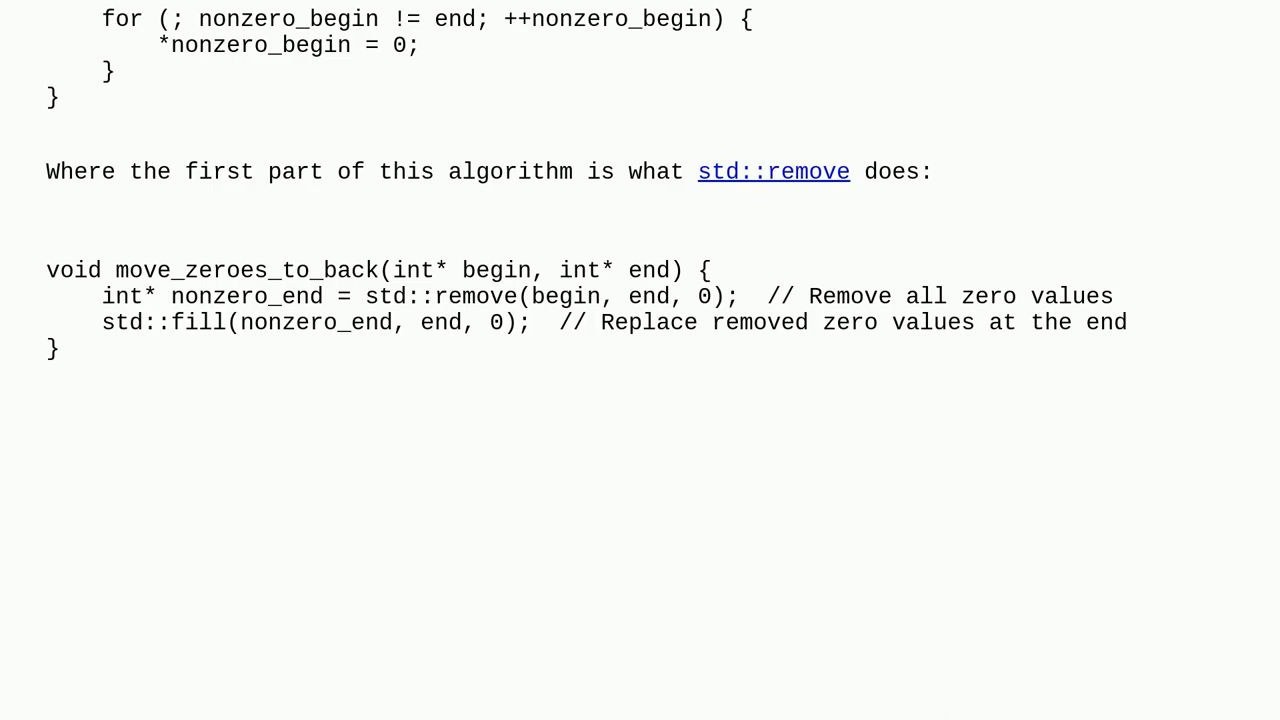 for (; nonzero_begin != end; ++nonzero_begin) {
        *nonzero_begin = 0;
    }
}
Where the first part of this algorithm is what std::remove does:
void move_zeroes_to_back(int* begin, int* end) {
    int* nonzero_end = std::remove(begin, end, 0);  // Remove all zero values
    std::fill(nonzero_end, end, 0);  // Replace removed zero values at the end
}